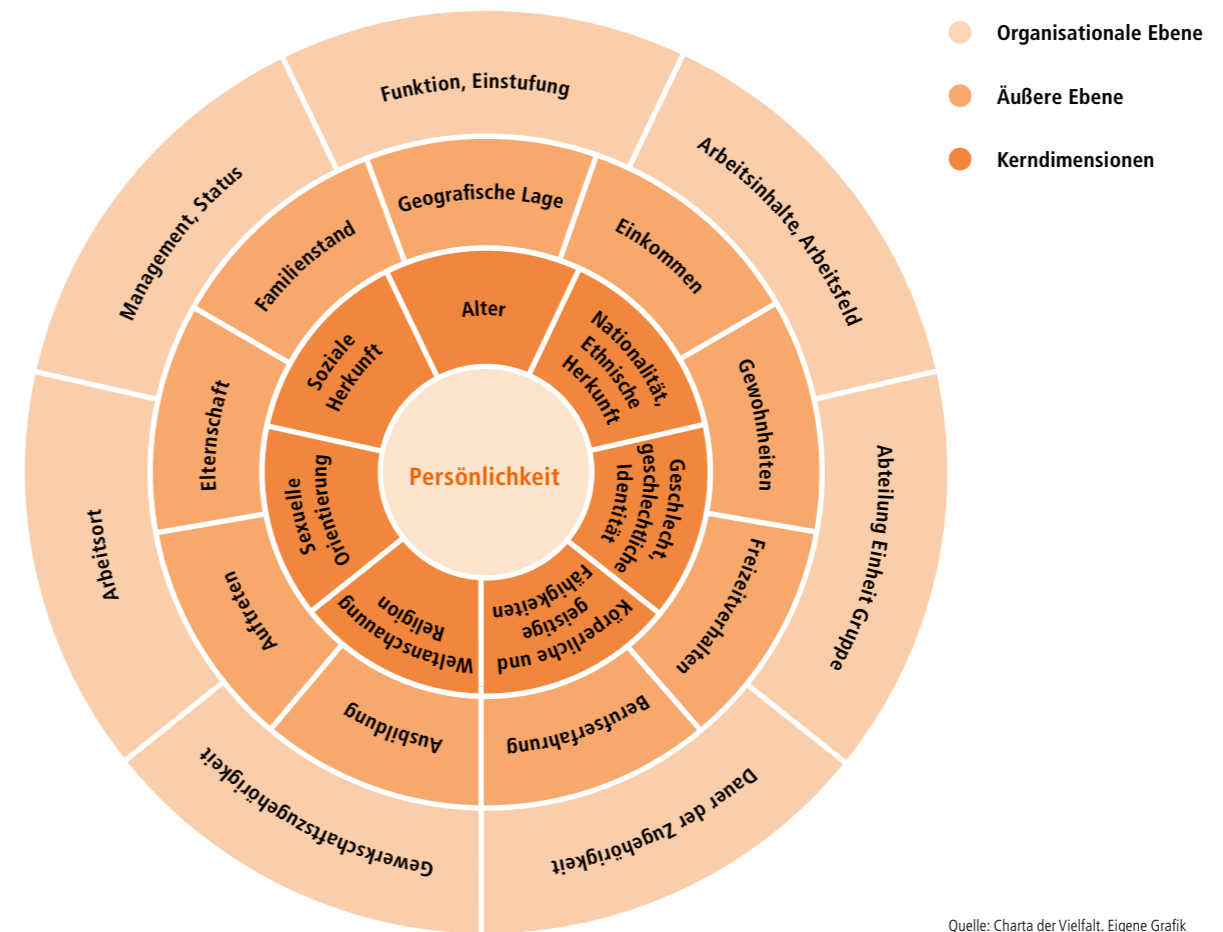 Organisationale Ebene
Äußere Ebene
Kerndimensionen
Funktion, Einstufung
Arbeitsinhalte, Arbeitsfeld
Abteilung Einheit Gruppe
Dauer der Zugehörigkeit
Gewerkschaftszugehörigkeit
Arbeitsort
Management, Status
Geografische Lage
Einkommen
Gewohnheiten
Freizeitverhalten
Berufserfahrung
Ausbildung
Auftreten
Elternschaft
Familienstand
Alter
Nationalität,
Ethnische
Herkunft
Geschlecht,
geschlechtliche
Identität
Körperliche und
geistige
Fähigkeiten
Weltanschauung
Religion
Sexuelle
Orientierung
Soziale
Herkunft
Persönlichkeit
Quelle: Charta der Vielfalt. Eigene Grafik